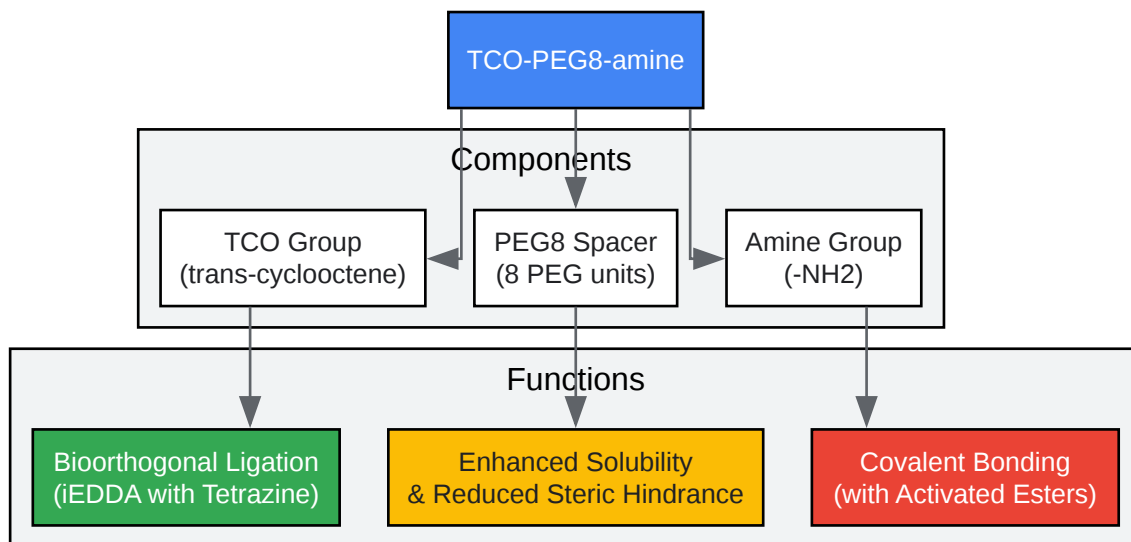 TCO-PEG8-amine
Components
TCO Group
(trans-cyclooctene)
PEG8 Spacer
(8 PEG units)
Amine Group
(-NH2)
Functions
Bioorthogonal Ligation
(iEDDA with Tetrazine)
Enhanced Solubility
& Reduced Steric Hindrance
Covalent Bonding
(with Activated Esters)